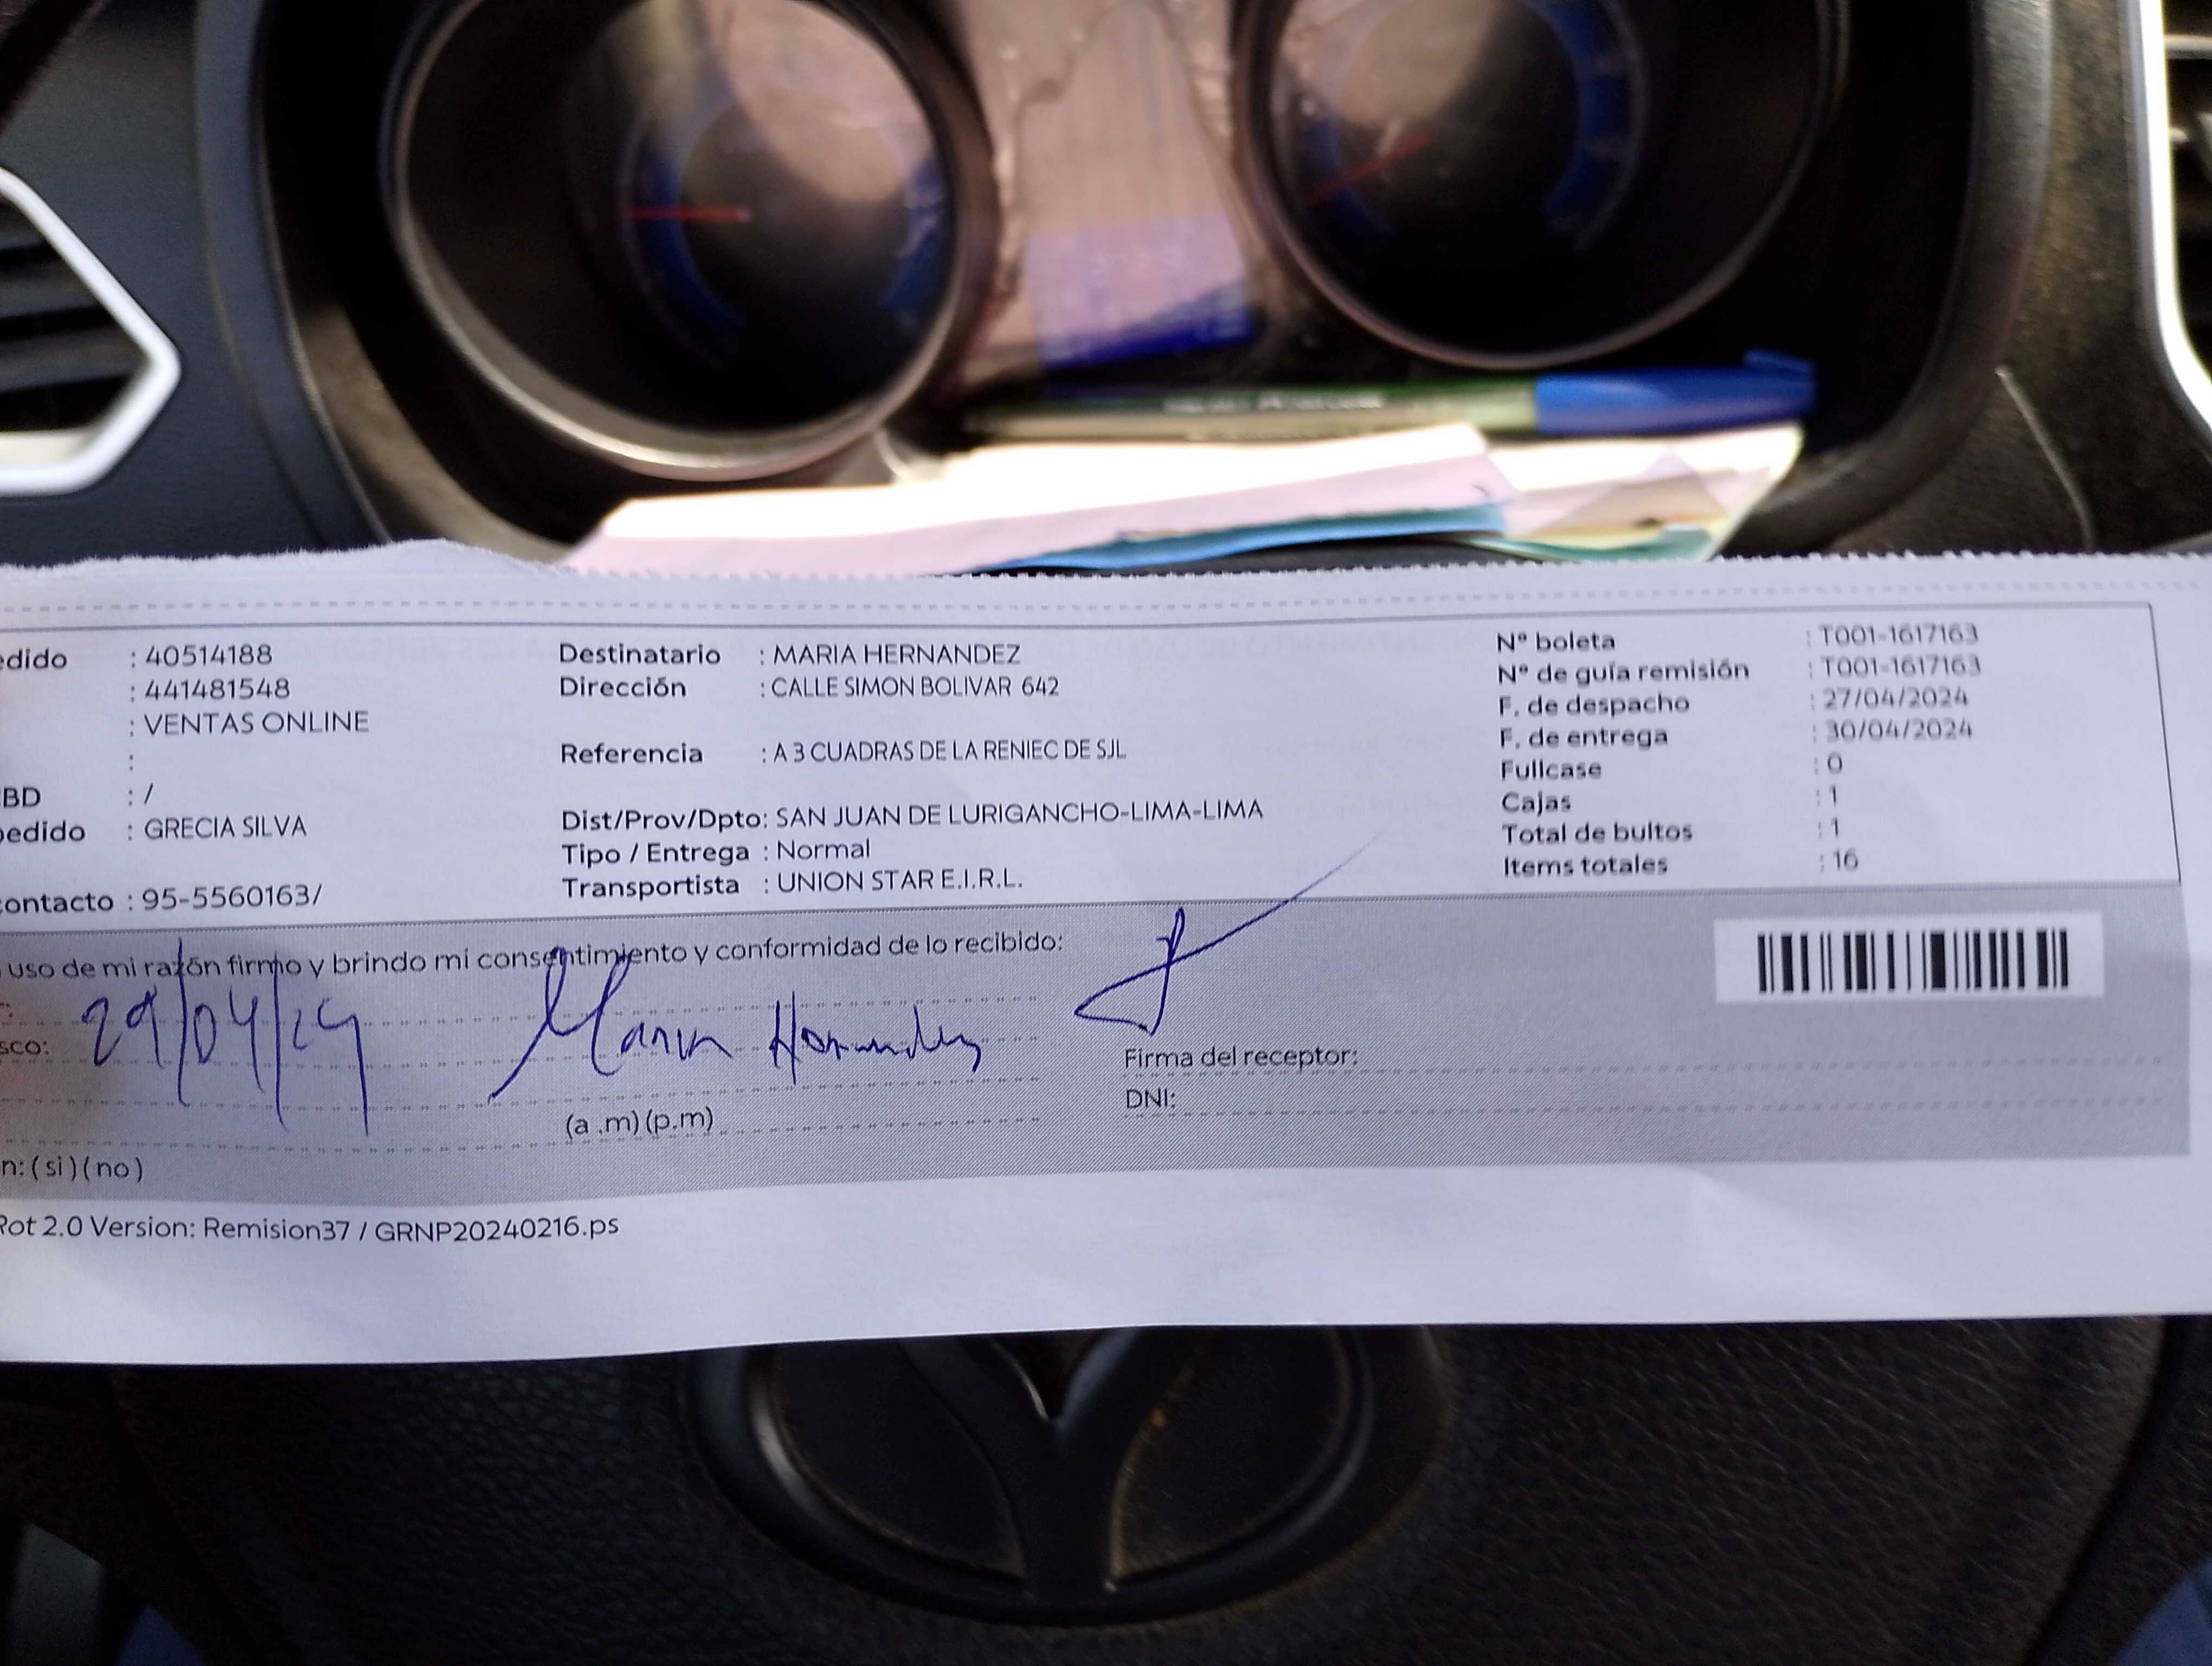 edido : 40514188
: 441481548
: VENTAS ONLINE
:
BD : /
pedido : GRECIA SILVA
contacto : 95-5560163/
Destinatario : MARIA HERNANDEZ
Dirección : CALLE SIMON BOLIVAR 642
Referencia : A 3 CUADRAS DE LA RENIEC DE SJL
Dist/Prov/Dpto: SAN JUAN DE LURIGANCHO-LIMA-LIMA
Tipo / Entrega : Normal
Transportista : UNION STAR E.I.R.L.
Nº boleta : T001-1617163
Nº de guía remisión : T001-1617163
F. de despacho : 27/04/2024
F. de entrega : 30/04/2024
Fullcase : 0
Cajas : 1
Total de bultos : 1
Items totales : 16
uso de mi razón firmo y brindo mi consentimiento y conformidad de lo recibido:
29/04/24 Maria Hernandez
sco:
Firma del receptor:
DNI:
(a .m) (p.m)
n: ( si ) ( no )
Rot 2.0 Version: Remision37 / GRNP20240216.ps